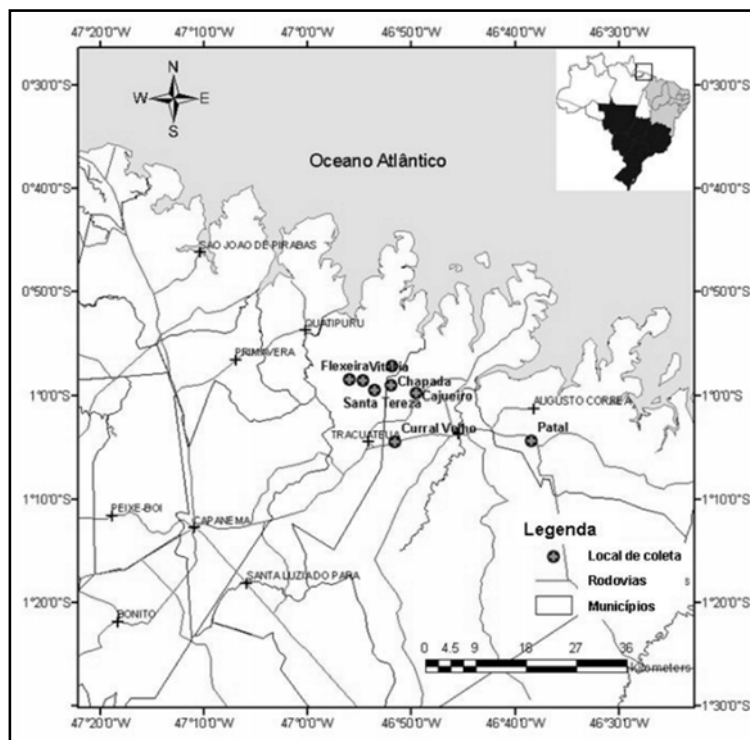 47°20'0"W 47°10'0"W 47°0'0"W 46°50'0"W 46°40'0"W 46°30'0"W
0°30'0"S 0°30'0"S
N
W E
S
Oceano Atlântico
0°40'0"S 0°40'0"S
SAO JOAO DE PIRABAS
0°50'0"S 0°50'0"S
QUATIPURU
PRIMAVERA
Flexeira Vitória
1°0'0"S 1°0'0"S
Chapada
Santa Tereza Cajueiro
AUGUSTO CORREA
TRACUATEUA Curral Velho Patal
1°10'0"S 1°10'0"S
PEIXE-BOI
CAPANEMA
Legenda
Local de coleta
SANTA LUZIA DO PARA
Rodovias
1°20'0"S 1°20'0"S
Municípios
BONITO
0 4.5 9 18 27 36
Kilometers
1°30'0"S 1°30'0"S
47°20'0"W 47°10'0"W 47°0'0"W 46°50'0"W 46°40'0"W 46°30'0"W